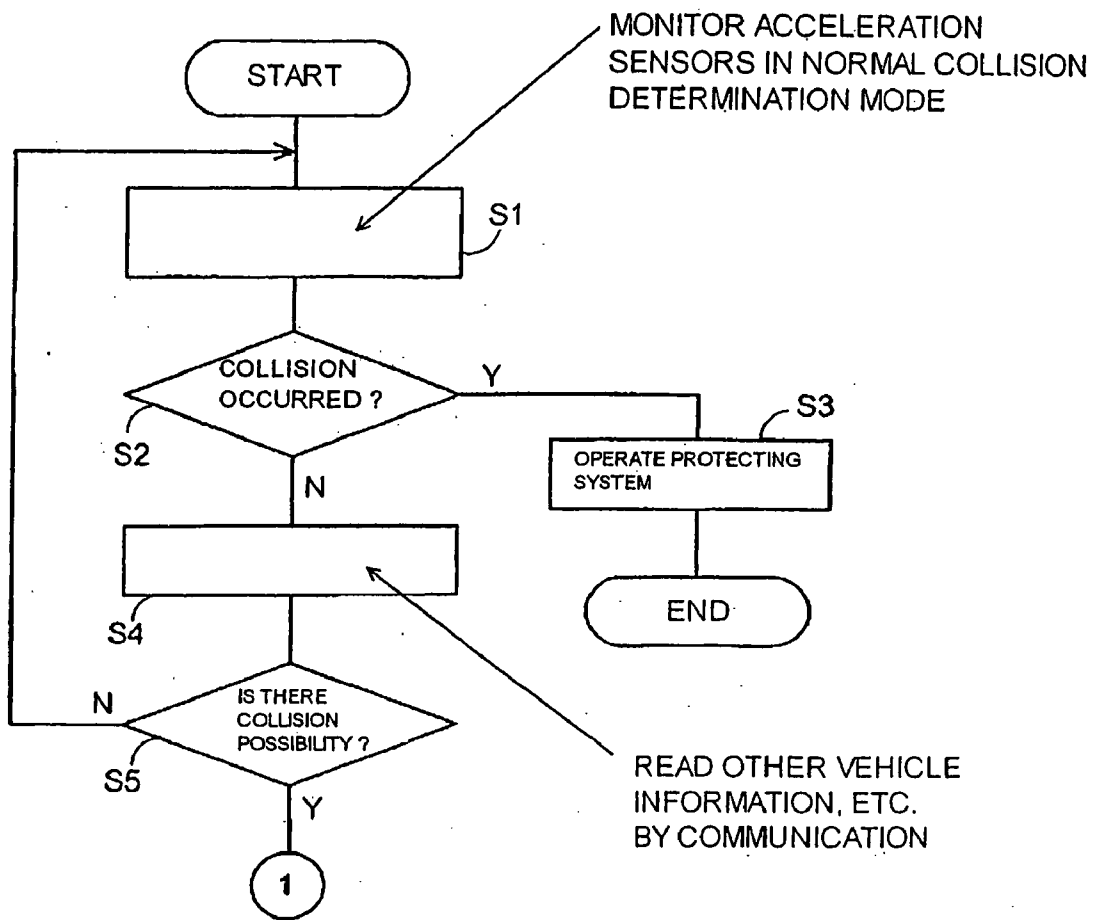 START
MONITOR ACCELERATION
SENSORS IN NORMAL COLLISION
DETERMINATION MODE
S1
COLLISION
OCCURRED ?
Y
S2
N
S3
OPERATE PROTECTING
SYSTEM
END
S4
N
IS THERE
COLLISION
POSSIBILITY ?
S5
Y
READ OTHER VEHICLE
INFORMATION, ETC.
BY COMMUNICATION
1